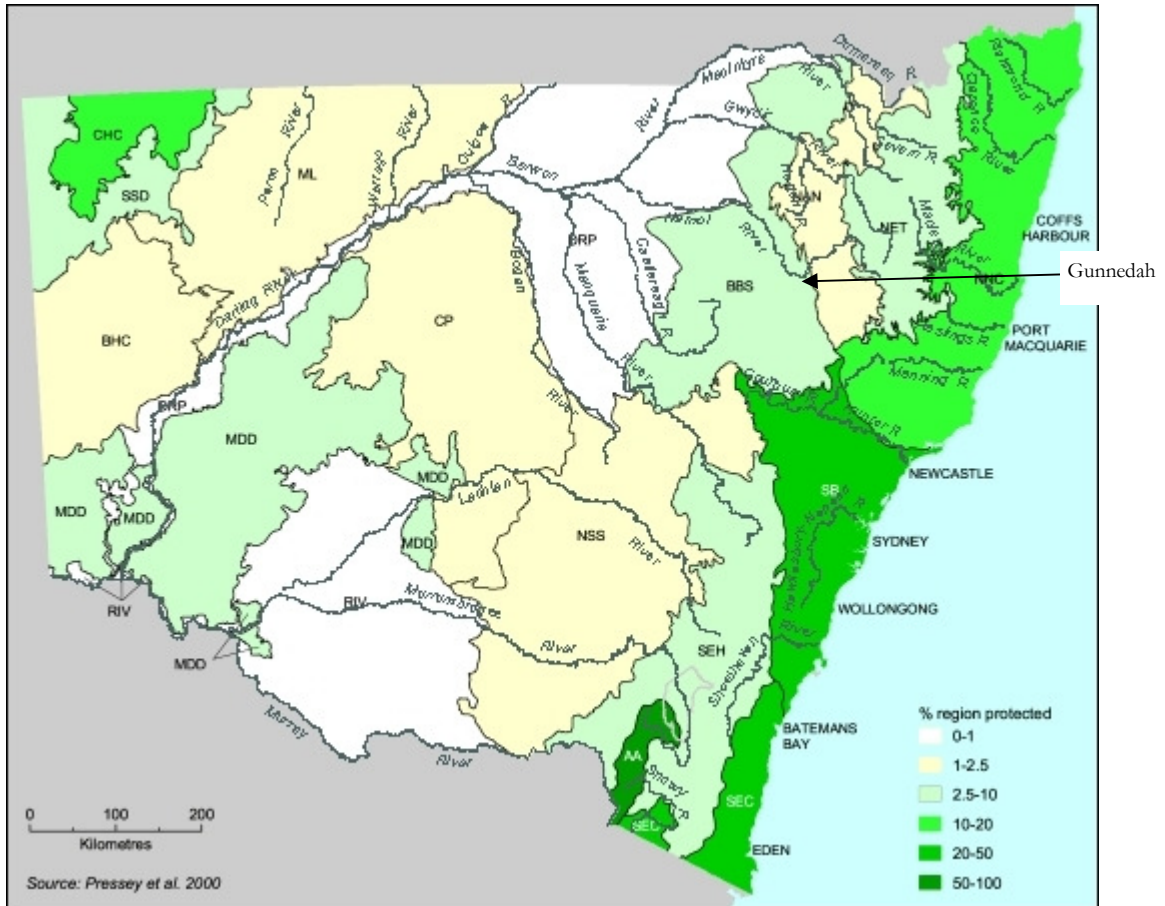 Dumaresq R.
Richmond R
MacIntyre
River
Clarence
River
CHC
River
River
Gwydir
River
Severn R
Paroo
Warrego
Culgoa R
ML
SSD
Barwon
NAN
NET
COFFS
HARBOUR
Namoi
River
River
BRP
Castlereagh R
Macquarie
Bogan
Gunnedah
BBS
NNC
Darling River
CP
BHC
Hastings R
PORT
MACQUARIE
Manning R
River
Goulburn R
Hunter R
BRP
River
MDD
NEWCASTLE
MDD
Lachlan
SB
MDD
MDD
NSS
River
Hawkesbury-Nepean R
SYDNEY
MDD
RIV
Murrumbidgee
RIV
WOLLONGONG
River
River
SEH
MDD
Shoalhaven
% region protected
Murray
River
BATEMANS
BAY
0-1
AA
1-2.5
Snowy R
2.5-10
SEC
0 100 200
10-20
SEC
Kilometres
20-50
EDEN
Source: Pressey et al. 2000
50-100